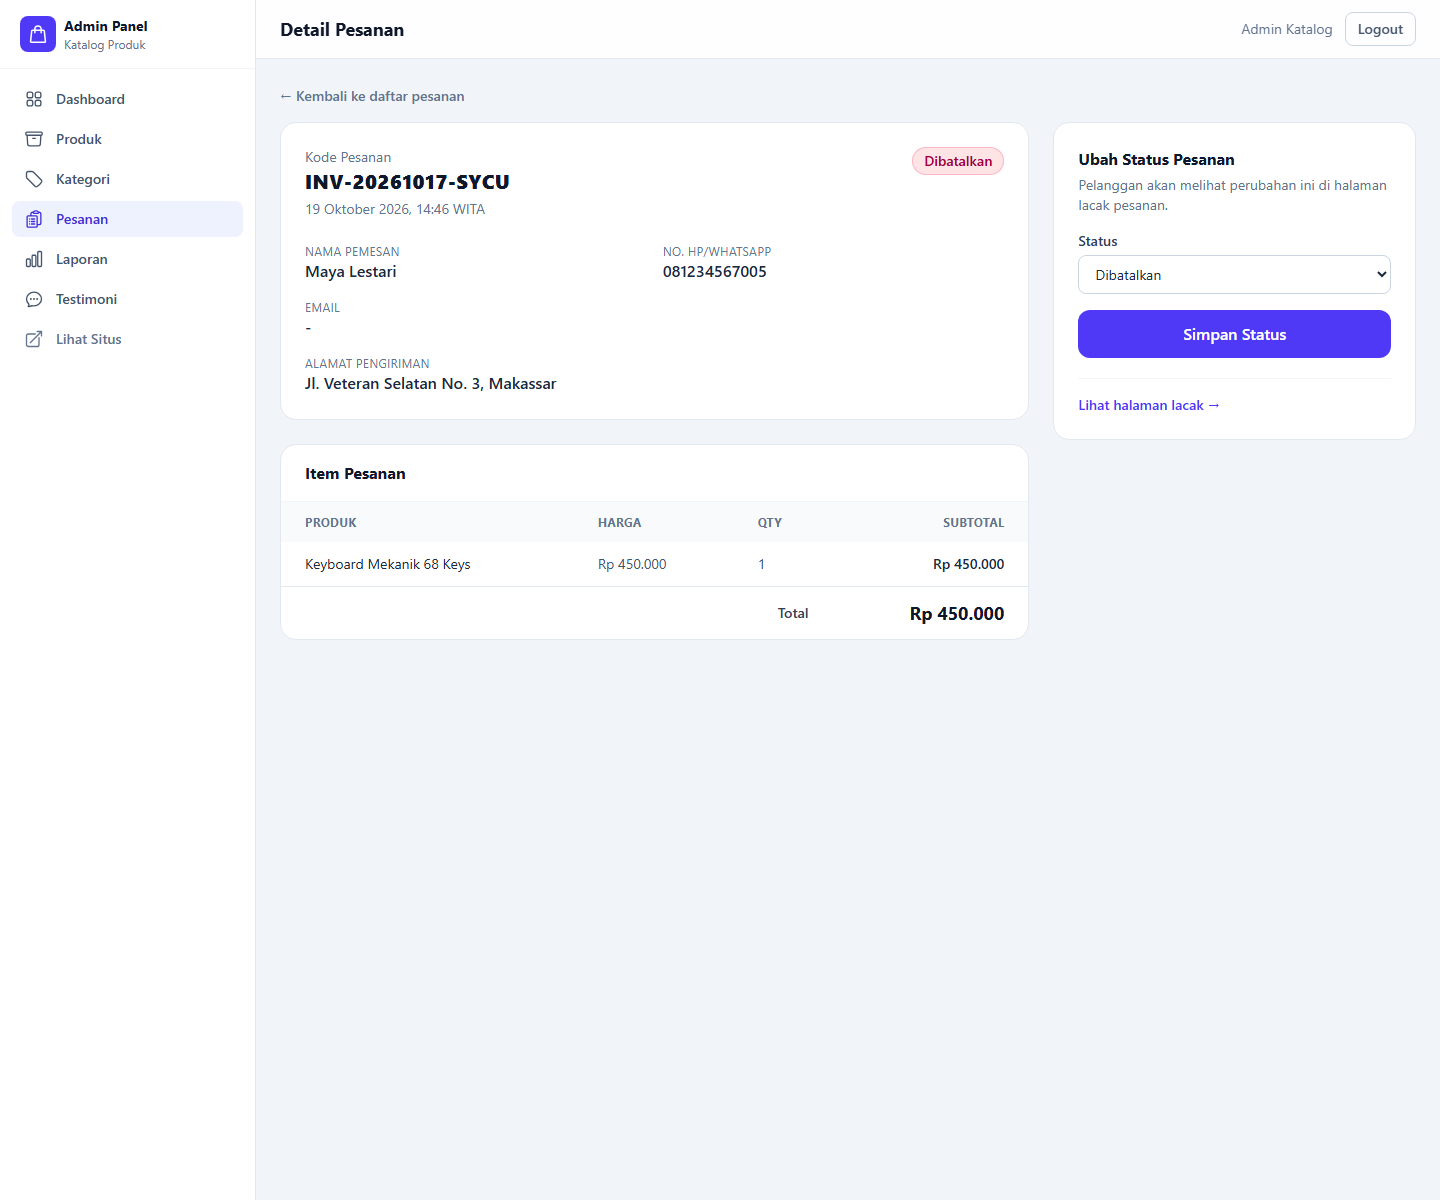 Admin Panel
Katalog Produk
Dashboard
Produk
Kategori
Pesanan
Laporan
Testimoni
Lihat Situs
Detail Pesanan
Admin Katalog
Logout
← Kembali ke daftar pesanan
Kode Pesanan
INV-20261017-SYCU
19 Oktober 2026, 14:46 WITA
Dibatalkan
NAMA PEMESAN
Maya Lestari
NO. HP/WHATSAPP
081234567005
EMAIL
-
ALAMAT PENGIRIMAN
Jl. Veteran Selatan No. 3, Makassar
Item Pesanan
PRODUK HARGA QTY SUBTOTAL
Keyboard Mekanik 68 Keys Rp 450.000 1 Rp 450.000
Total Rp 450.000
Ubah Status Pesanan
Pelanggan akan melihat perubahan ini di halaman
lacak pesanan.
Status
Dibatalkan
Simpan Status
Lihat halaman lacak →